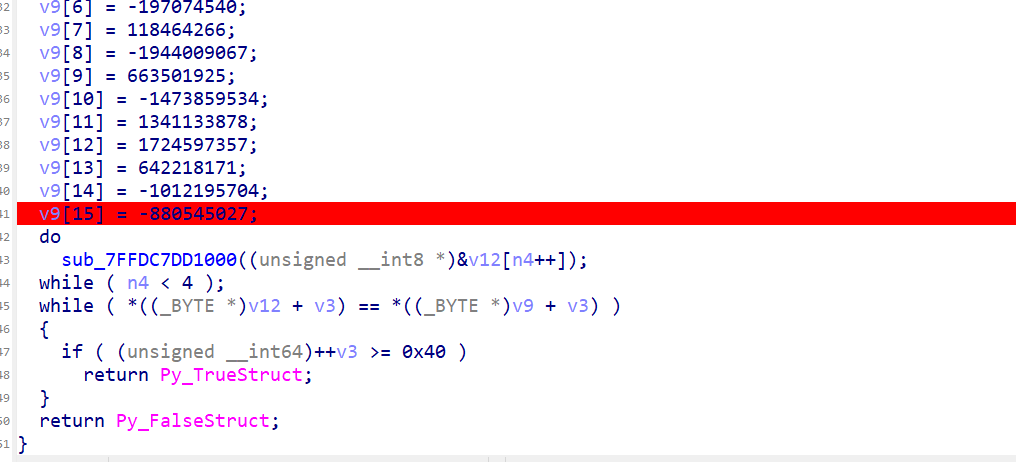 32 v9[6] = -197074540;
33 v9[7] = 118464266;
34 v9[8] = -1944009067;
35 v9[9] = 663501925;
36 v9[10] = -1473859534;
37 v9[11] = 1341133878;
38 v9[12] = 1724597357;
39 v9[13] = 642218171;
40 v9[14] = -1012195704;
41 v9[15] = -880545027;
42 do
43 sub_7FFDC7DD1000((unsigned __int8 *)&v12[n4++]);
44 while ( n4 < 4 );
45 while ( *((_BYTE *)v12 + v3) == *((_BYTE *)v9 + v3) )
46 {
47 if ( (unsigned __int64)++v3 >= 0x40 )
48 return Py_TrueStruct;
49 }
50 return Py_FalseStruct;
51 }